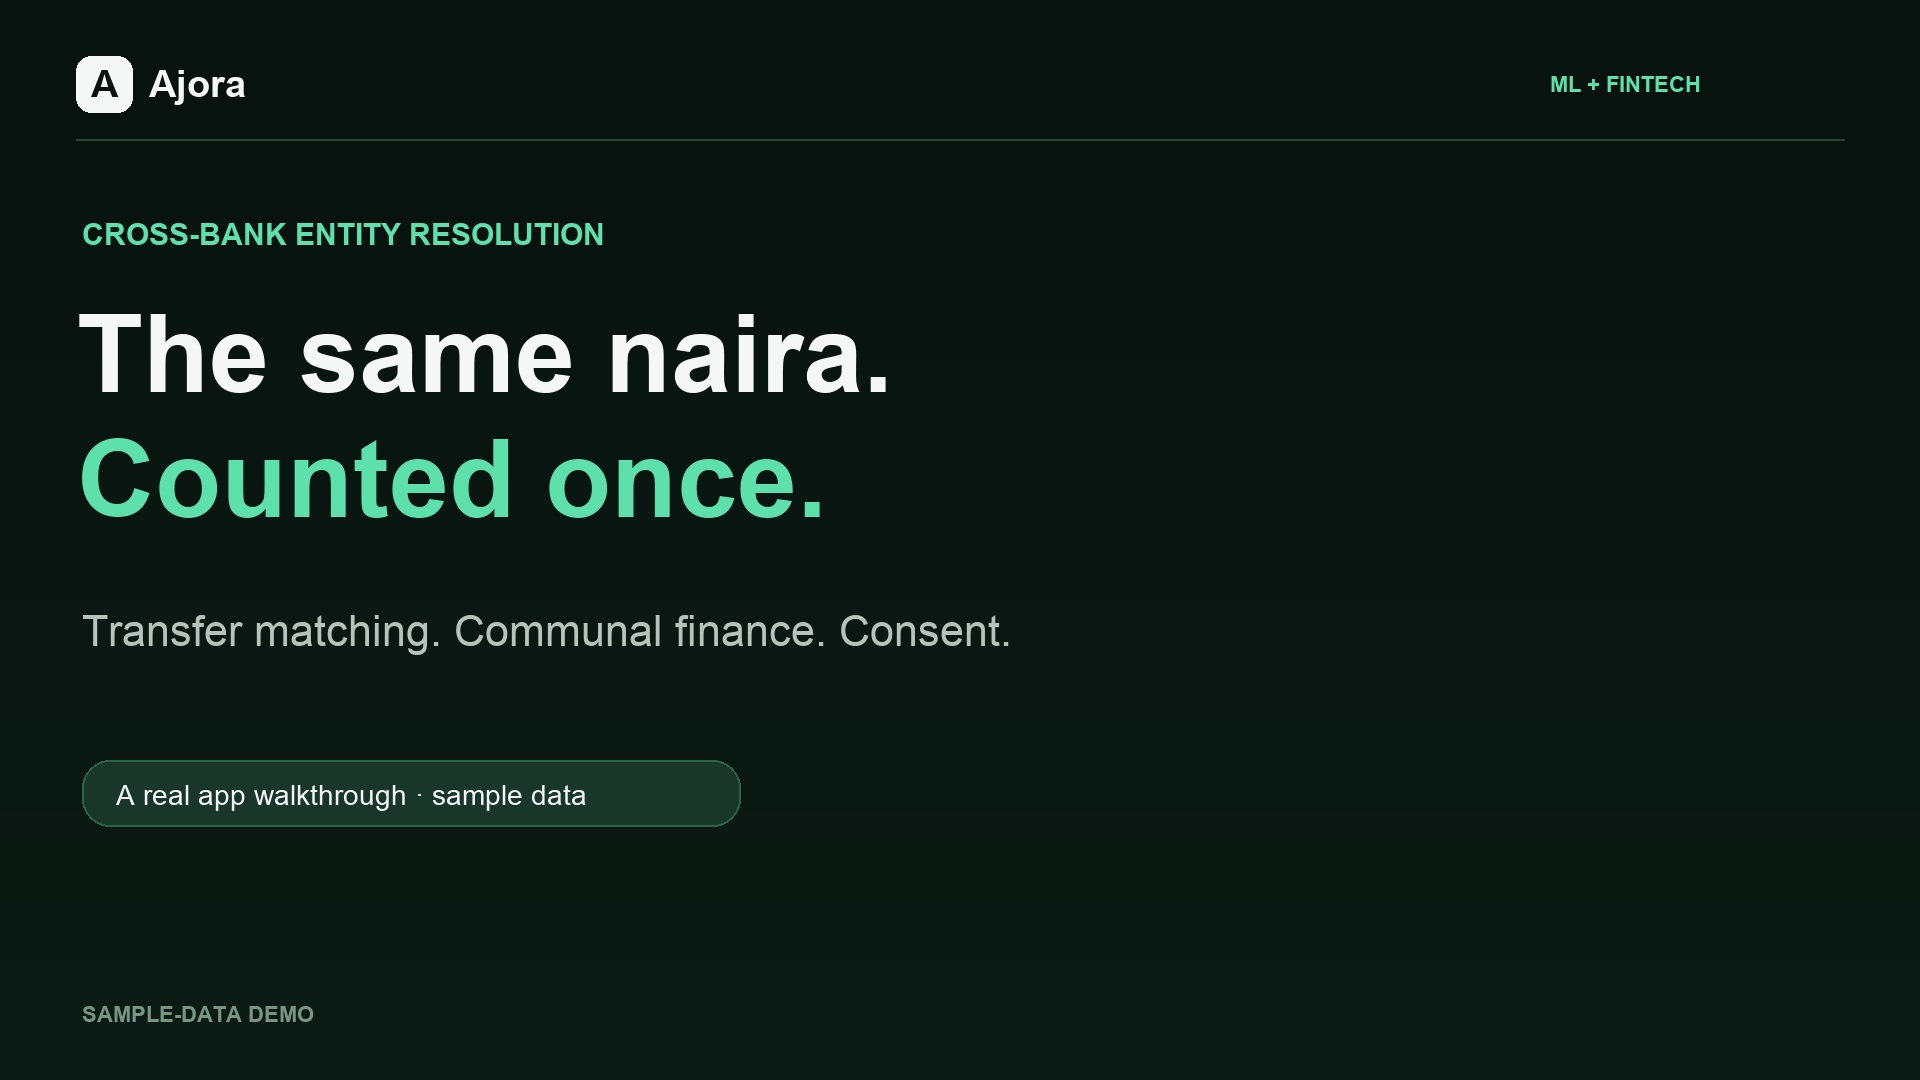 A Ajora
ML + FINTECH
CROSS-BANK ENTITY RESOLUTION
The same naira.
Counted once.
Transfer matching. Communal finance. Consent.
A real app walkthrough · sample data
SAMPLE-DATA DEMO